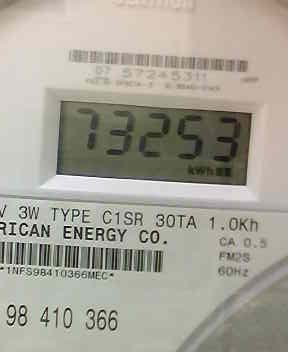 07 57245311
73253
kWh
V 3W TYPE C1SR 30TA 1.0Kh
RICAN ENERGY CO.
CA 0.5
FM2S
60Hz
*1NFS98410366MEC*
98 410 366